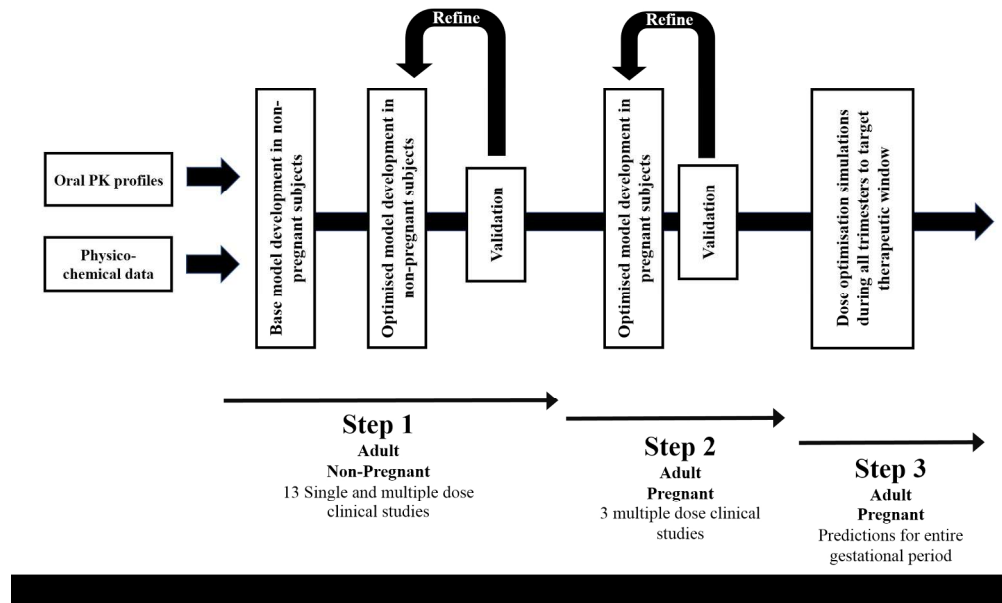 Refine
Refine
Oral PK profiles
Physico-
chemical data
Base model development in non-
pregnant subjects
Optimised model development in
non-pregnant subjects
Validation
Optimised model development in
pregnant subjects
Validation
Dose optimisation simulations
during all trimesters to target
therapeutic window
Step 1
Adult
Non-Pregnant
13 Single and multiple dose
clinical studies
Step 2
Adult
Pregnant
3 multiple dose clinical
studies
Step 3
Adult
Pregnant
Predictions for entire
gestational period